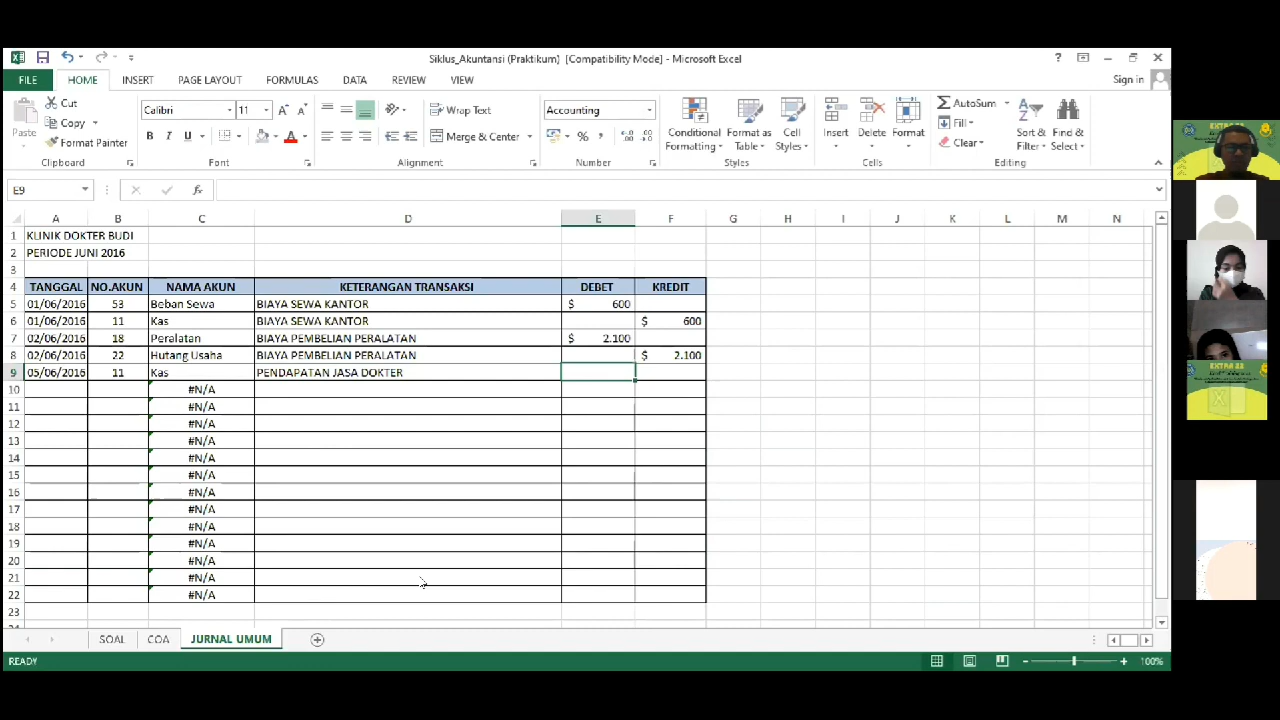 Siklus_Akuntansi (Praktikum) [Compatibility Mode] - Microsoft Excel
FILE HOME INSERT PAGE LAYOUT FORMULAS DATA REVIEW VIEW Sign in
Cut
Copy
Format Painter
Paste
Calibri 11
B I U
Wrap Text
Merge & Center
Accounting
Conditional Formatting
Format as Table
Cell Styles
Insert Delete Format
AutoSum
Fill
Clear
Sort & Filter
Find & Select
Clipboard Font Alignment Number Styles Cells Editing
E9 fx
A B C D E F G H I J K L M N
1 KLINIK DOKTER BUDI
2 PERIODE JUNI 2016
3
4 TANGGAL NO.AKUN NAMA AKUN KETERANGAN TRANSAKSI DEBET KREDIT
5 01/06/2016 53 Beban Sewa BIAYA SEWA KANTOR $ 600
6 01/06/2016 11 Kas BIAYA SEWA KANTOR $ 600
7 02/06/2016 18 Peralatan BIAYA PEMBELIAN PERALATAN $ 2.100
8 02/06/2016 22 Hutang Usaha BIAYA PEMBELIAN PERALATAN $ 2.100
9 05/06/2016 11 Kas PENDAPATAN JASA DOKTER
10 #N/A
11 #N/A
12 #N/A
13 #N/A
14 #N/A
15 #N/A
16 #N/A
17 #N/A
18 #N/A
19 #N/A
20 #N/A
21 #N/A
22 #N/A
23
SOAL COA JURNAL UMUM
READY 100%